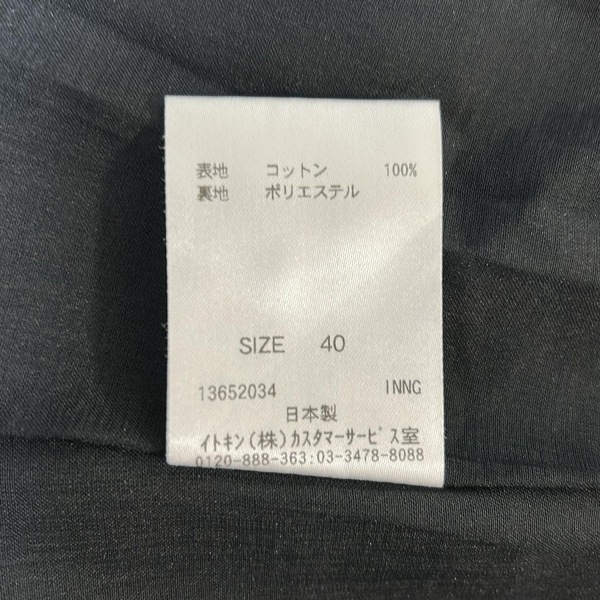 表地 コットン 100%
裏地 ポリエステル
SIZE 40
13652034 INNG
日本製
イトキン(株)カスタマーサービス室
0120-888-363:03-3478-8088